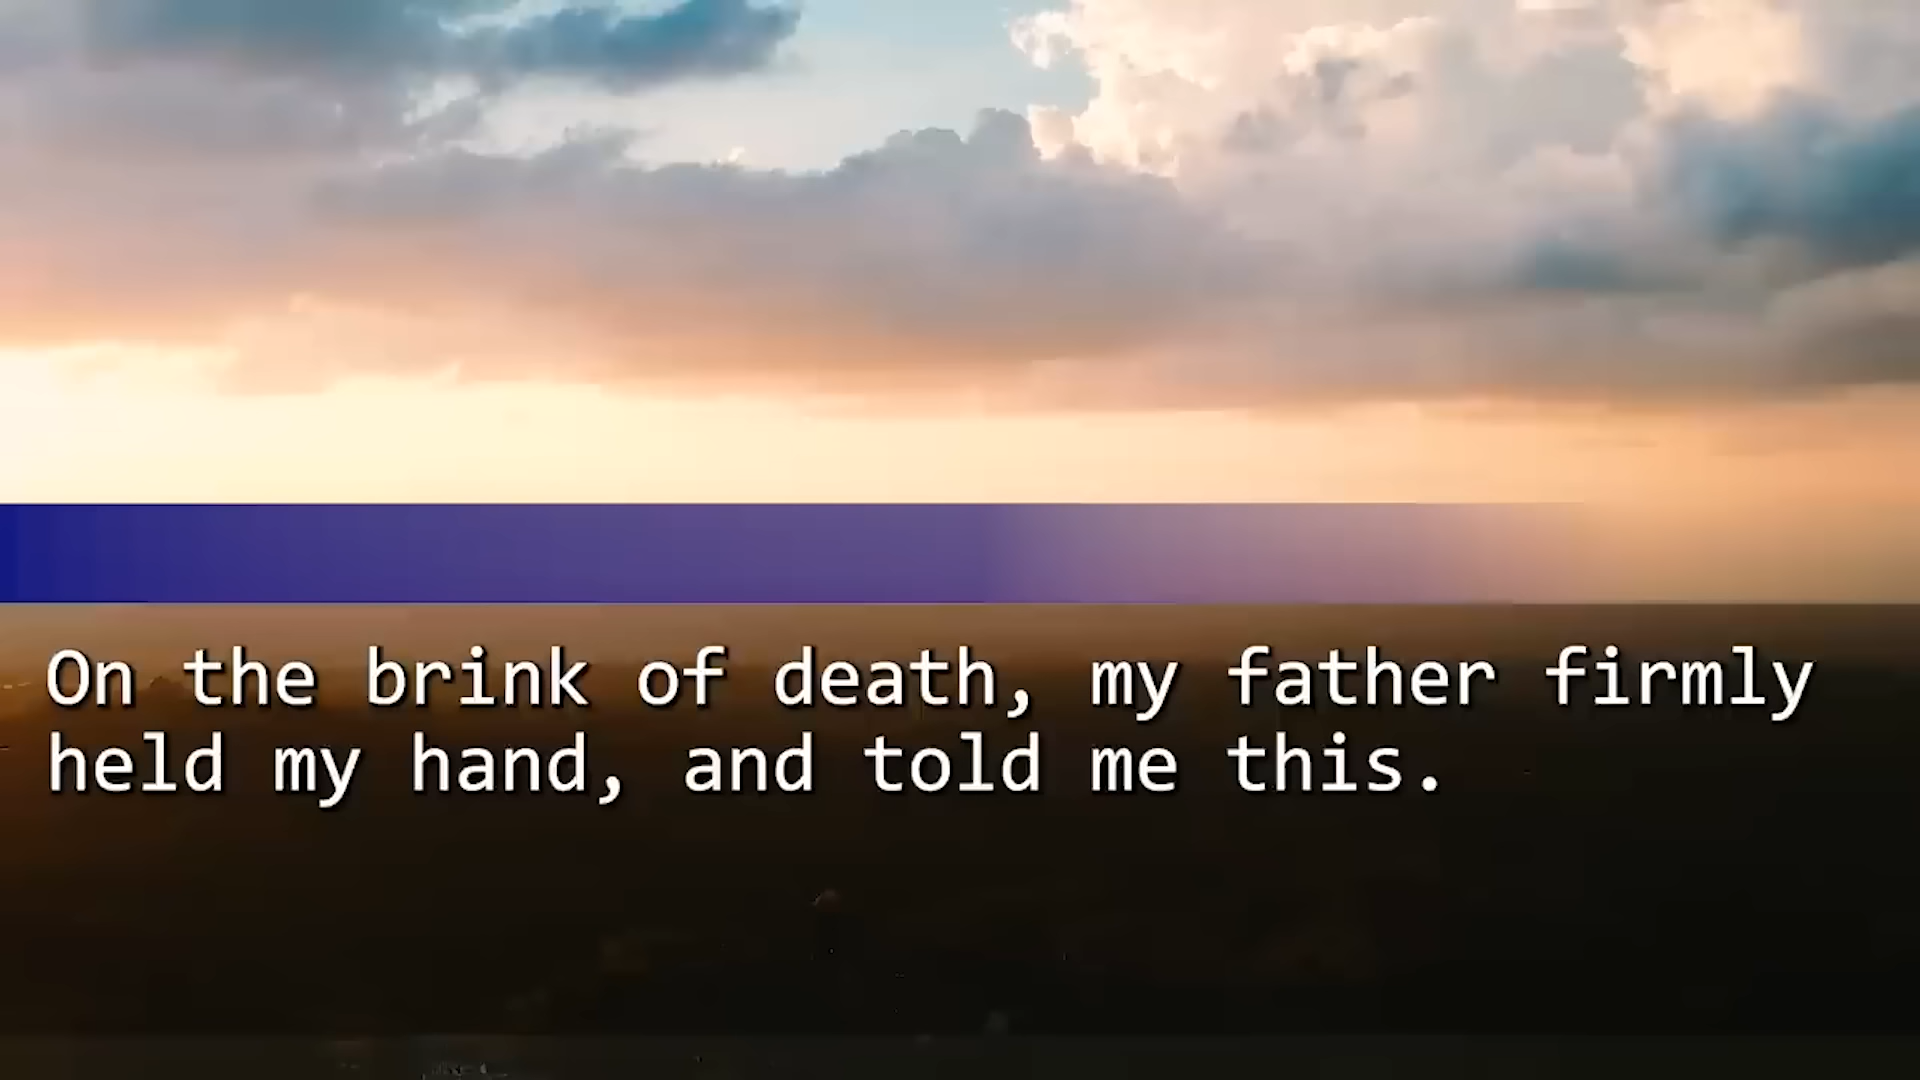 On the brink of death, my father firmly
held my hand, and told me this.